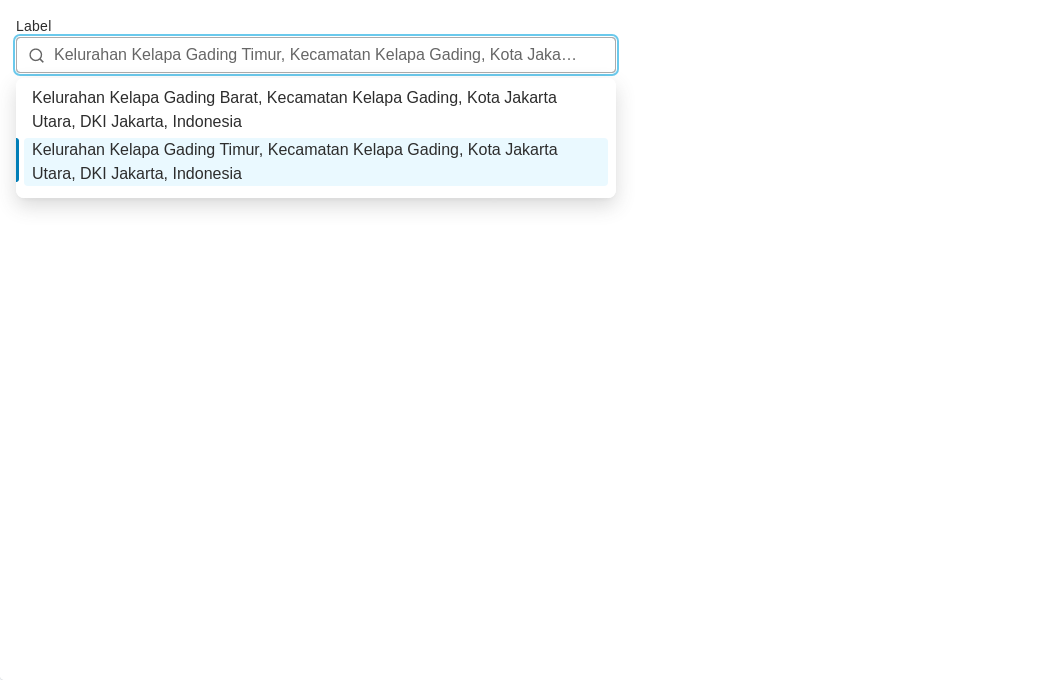 Label
Kelurahan Kelapa Gading Timur, Kecamatan Kelapa Gading, Kota Jaka…
Kelurahan Kelapa Gading Barat, Kecamatan Kelapa Gading, Kota Jakarta
Utara, DKI Jakarta, Indonesia
Kelurahan Kelapa Gading Timur, Kecamatan Kelapa Gading, Kota Jakarta
Utara, DKI Jakarta, Indonesia